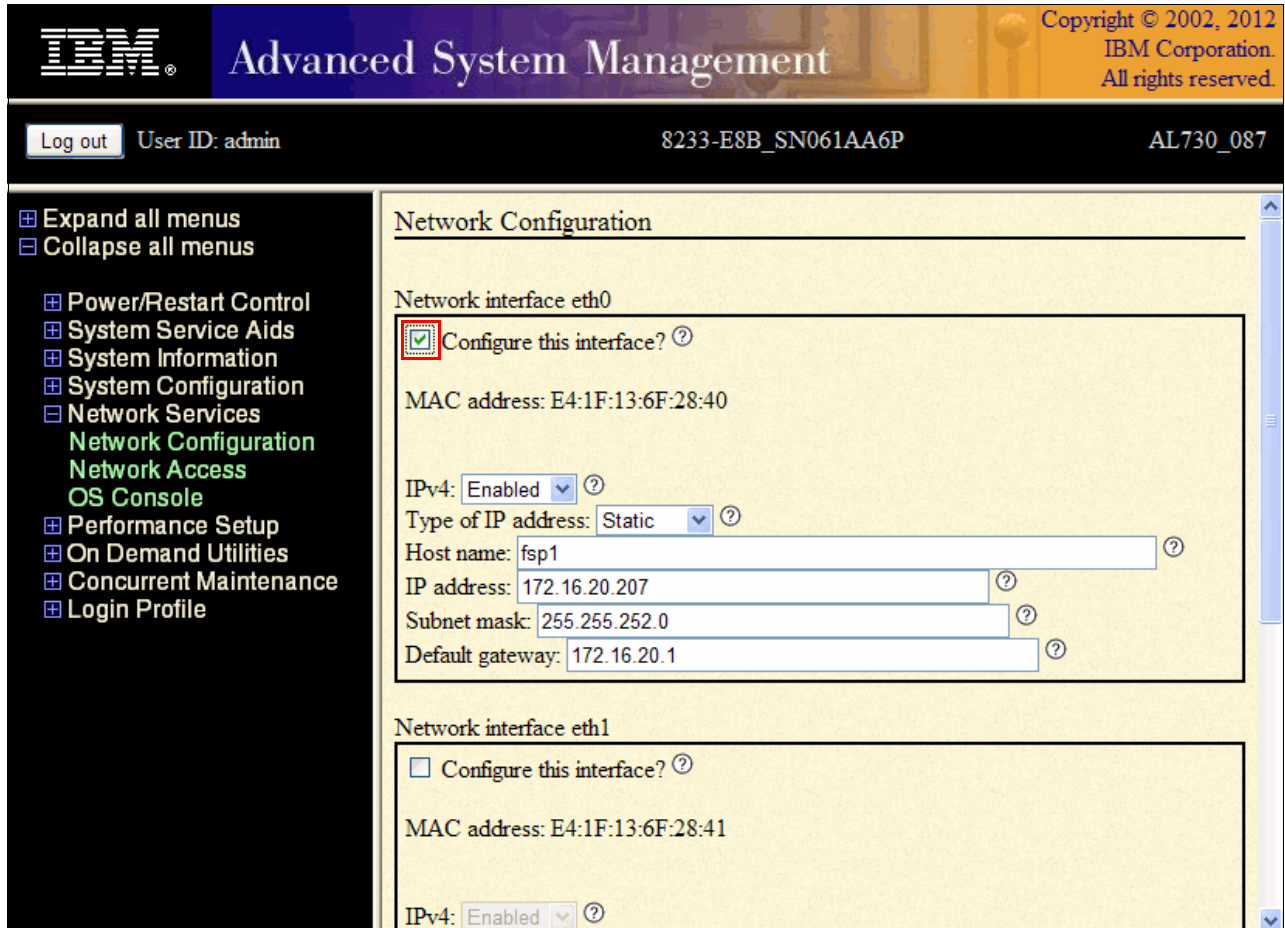 IBM®
Advanced System Management
Copyright © 2002, 2012
IBM Corporation.
All rights reserved.
Log out User ID: admin 8233-E8B_SN061AA6P AL730_087
Expand all menus
Collapse all menus
Power/Restart Control
System Service Aids
System Information
System Configuration
Network Services
Network Configuration
Network Access
OS Console
Performance Setup
On Demand Utilities
Concurrent Maintenance
Login Profile
Network Configuration
Network interface eth0
Configure this interface? ?
MAC address: E4:1F:13:6F:28:40
IPv4: Enabled ?
Type of IP address: Static ?
Host name: fsp1 ?
IP address: 172.16.20.207 ?
Subnet mask: 255.255.252.0 ?
Default gateway: 172.16.20.1 ?
Network interface eth1
Configure this interface? ?
MAC address: E4:1F:13:6F:28:41
IPv4: Enabled ?